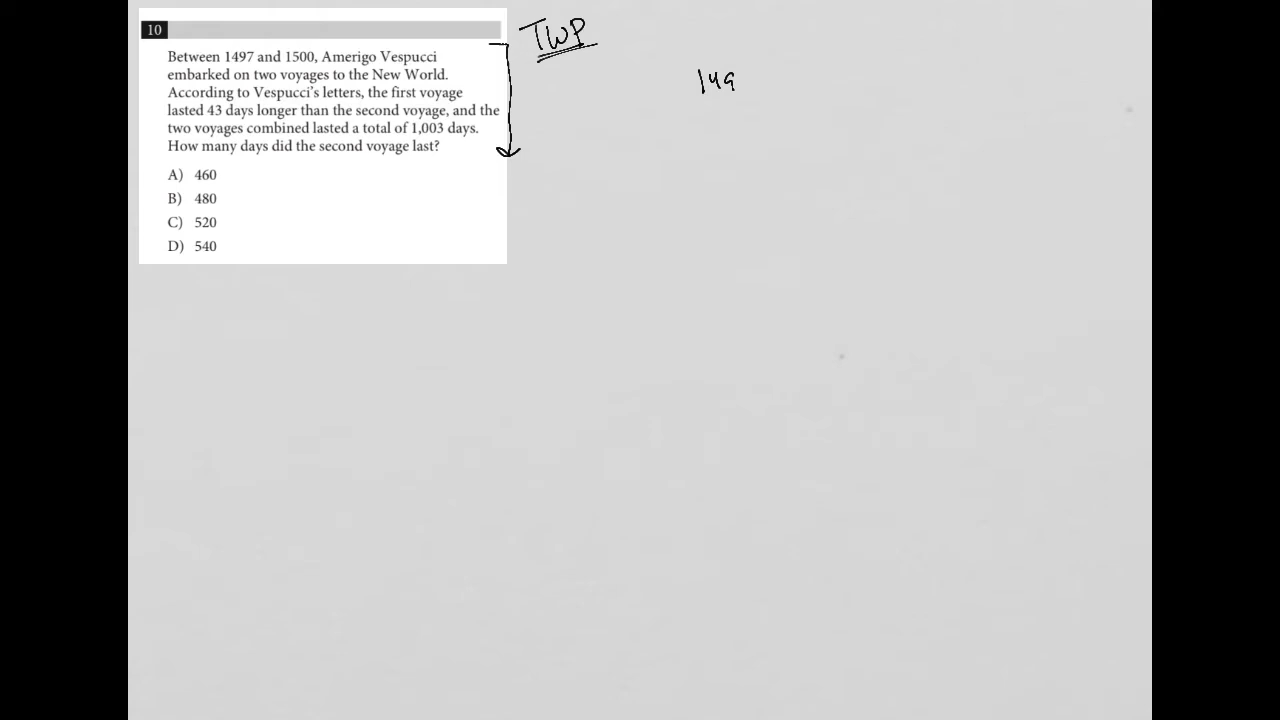 10
TWP
Between 1497 and 1500, Amerigo Vespucci
embarked on two voyages to the New World.
According to Vespucci's letters, the first voyage
lasted 43 days longer than the second voyage, and the
two voyages combined lasted a total of 1,003 days.
How many days did the second voyage last?
A) 460
B) 480
C) 520
D) 540
149